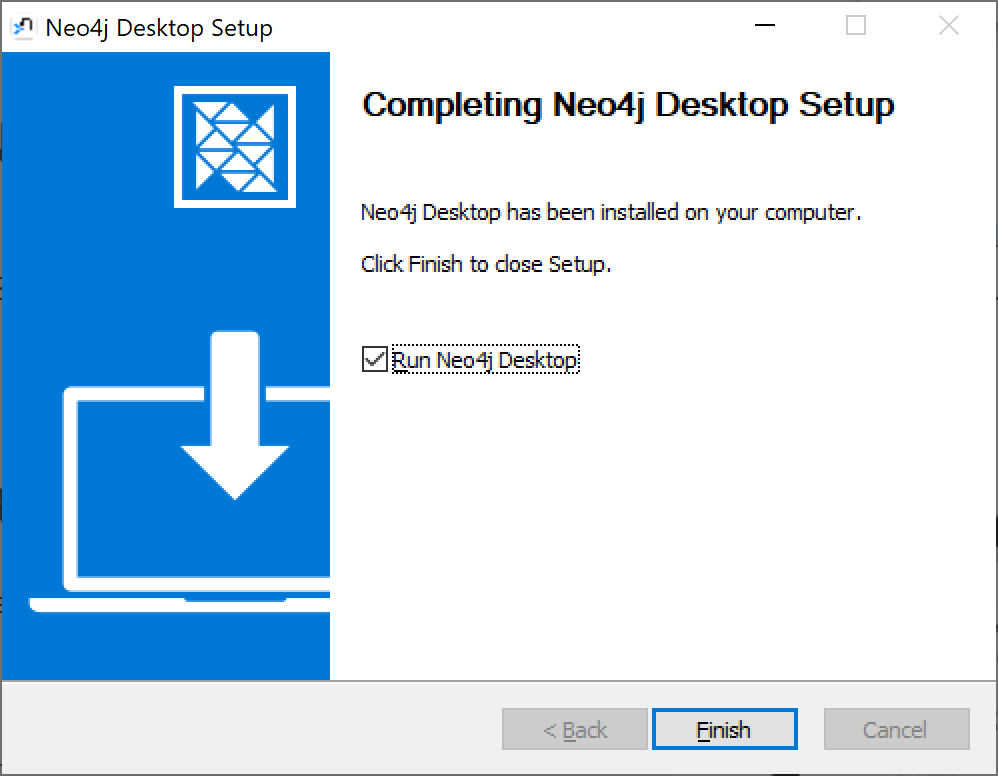 Neo4j Desktop Setup
Completing Neo4j Desktop Setup
Neo4j Desktop has been installed on your computer.
Click Finish to close Setup.
Run Neo4j Desktop
< Back
Finish
Cancel